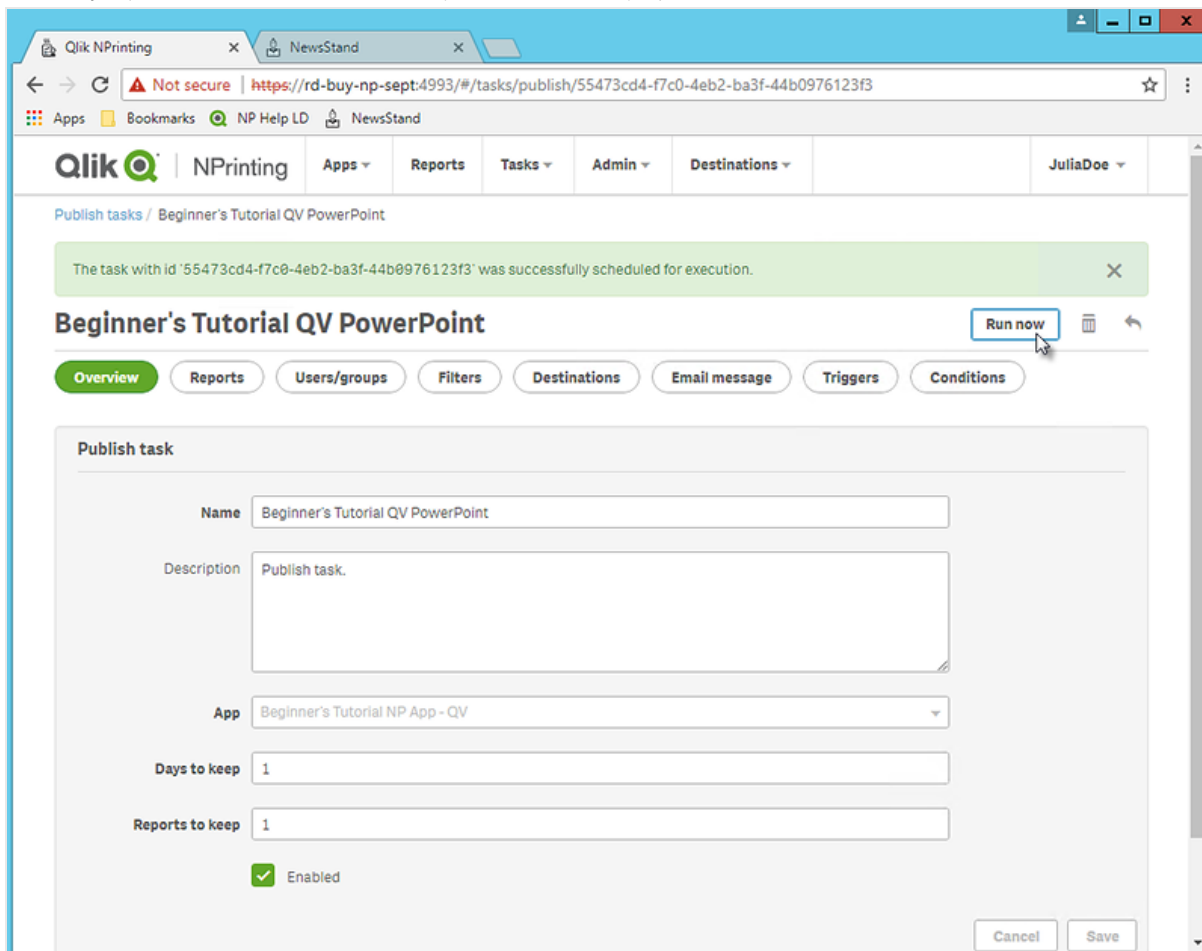 Qlik NPrinting
NewsStand
Not secure | https://rd-buy-np-sept:4993/#/tasks/publish/55473cd4-f7c0-4eb2-ba3f-44b0976123f3
Apps Bookmarks NP Help LD NewsStand
Qlik NPrinting Apps Reports Tasks Admin Destinations JuliaDoe
Publish tasks / Beginner's Tutorial QV PowerPoint
The task with id '55473cd4-f7c0-4eb2-ba3f-44b0976123f3' was successfully scheduled for execution.
Beginner's Tutorial QV PowerPoint
Run now
Overview Reports Users/groups Filters Destinations Email message Triggers Conditions
Publish task
Name Beginner's Tutorial QV PowerPoint
Description Publish task.
App Beginner's Tutorial NP App - QV
Days to keep 1
Reports to keep 1
Enabled
Cancel Save